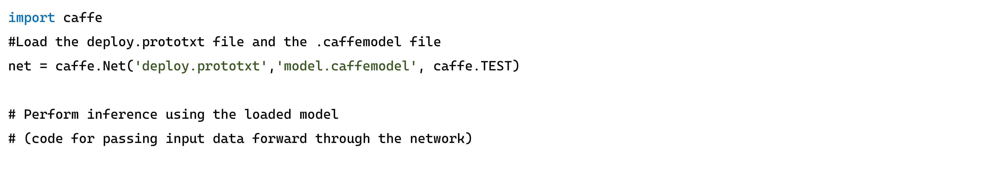 import caffe
#Load the deploy.prototxt file and the .caffemodel file
net = caffe.Net('deploy.prototxt','model.caffemodel', caffe.TEST)
# Perform inference using the loaded model
# (code for passing input data forward through the network)